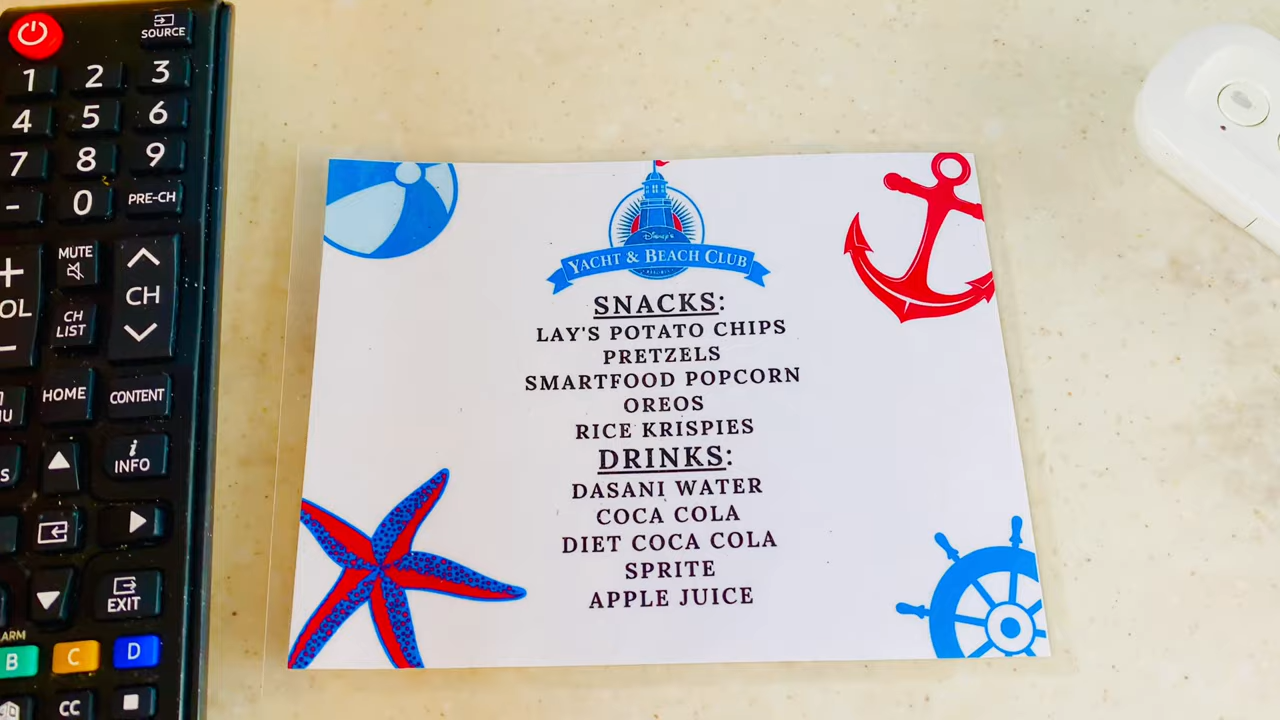 SOURCE
1 2 3
4 5 6
7 8 9
- 0 PRE-CH
MUTE
+
CH
CH LIST
-
HOME CONTENT
i
INFO
EXIT
B C D
CC
Disney's
YACHT & BEACH CLUB
SNACKS:
LAY'S POTATO CHIPS
PRETZELS
SMARTFOOD POPCORN
OREOS
RICE KRISPIES
DRINKS:
DASANI WATER
COCA COLA
DIET COCA COLA
SPRITE
APPLE JUICE